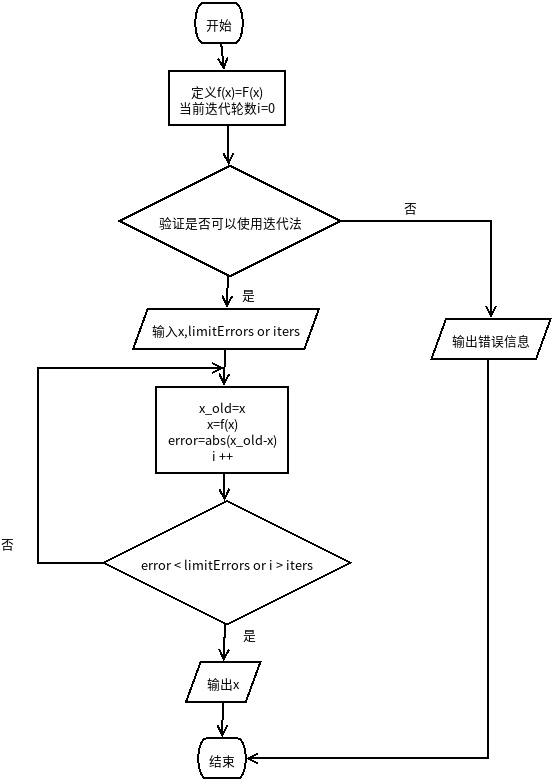 开始
定义f(x)=F(x)
当前迭代轮数i=0
验证是否可以使用迭代法
否
是
输入x,limitErrors or iters
输出错误信息
x_old=x
x=f(x)
error=abs(x_old-x)
i ++
否
error < limitErrors or i > iters
是
输出x
结束